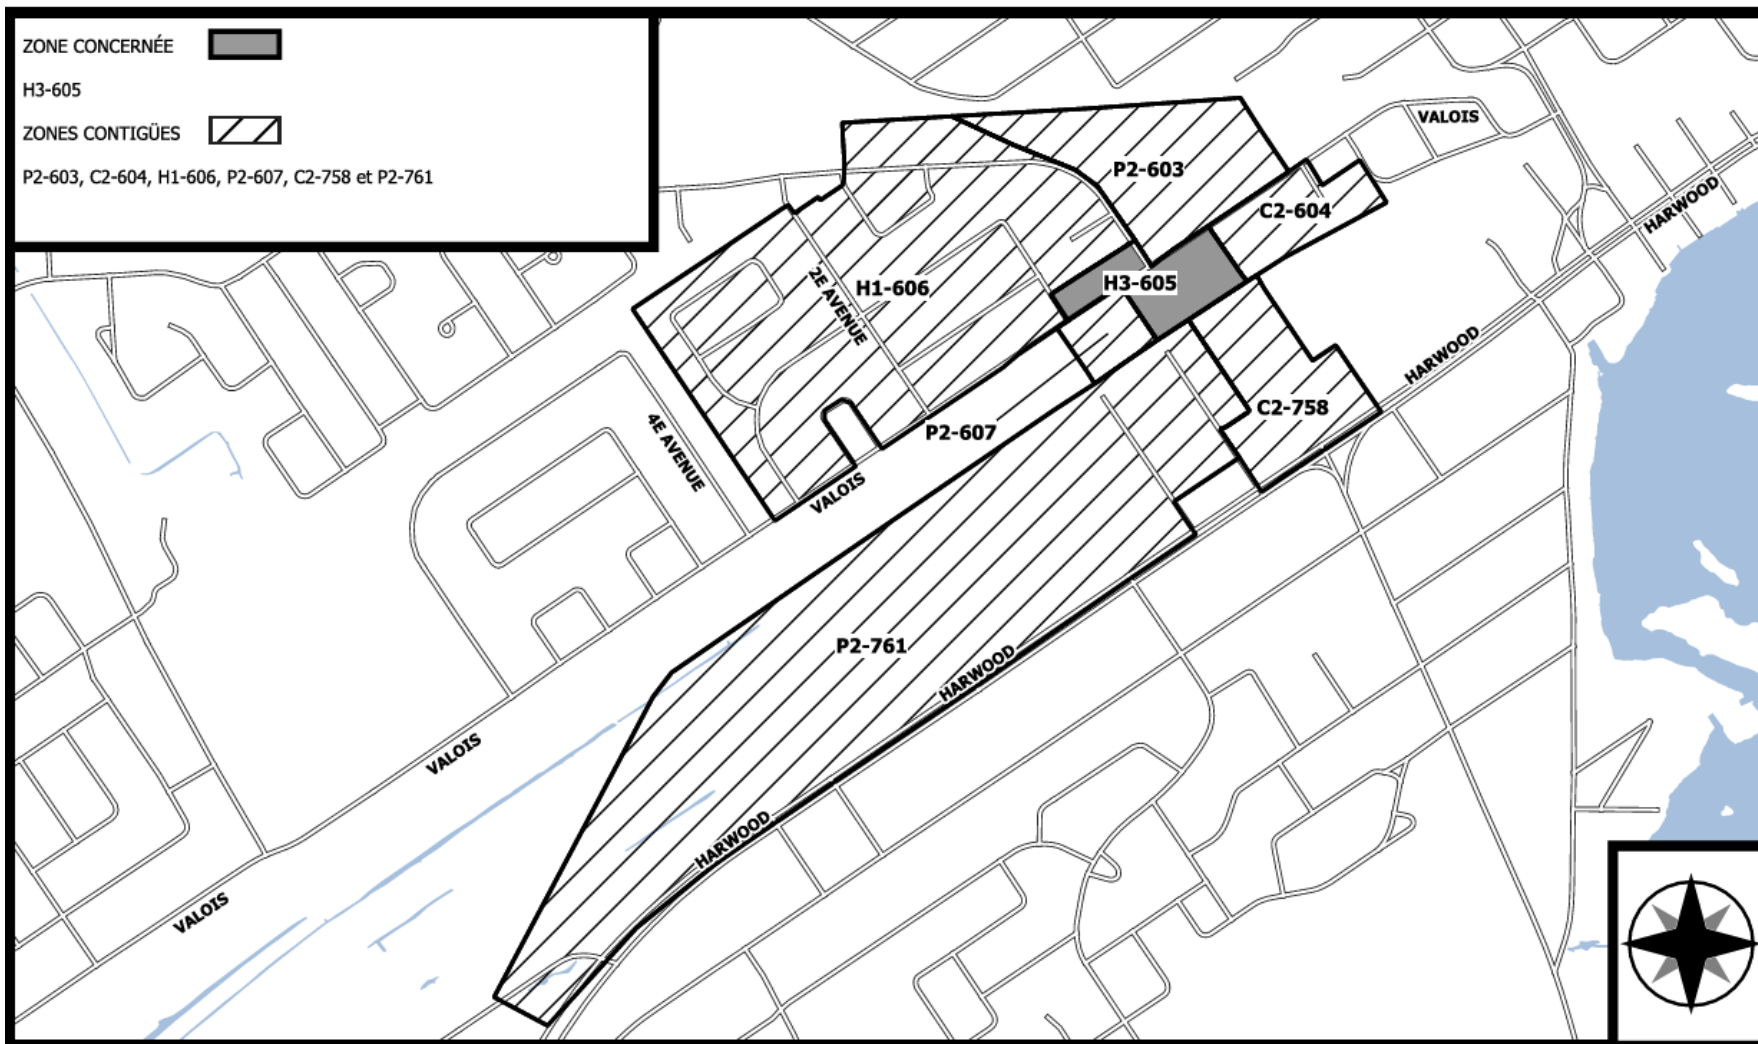 ZONE CONCERNÉE
H3-605
ZONES CONTIGÜES
P2-603, C2-604, H1-606, P2-607, C2-758 et P2-761
VALOIS
P2-603
HARWOOD
C2-604
2E AVENUE
H1-606
H3-605
HARWOOD
4E AVENUE
P2-607
C2-758
VALOIS
P2-761
HARWOOD
VALOIS
HARWOOD
VALOIS